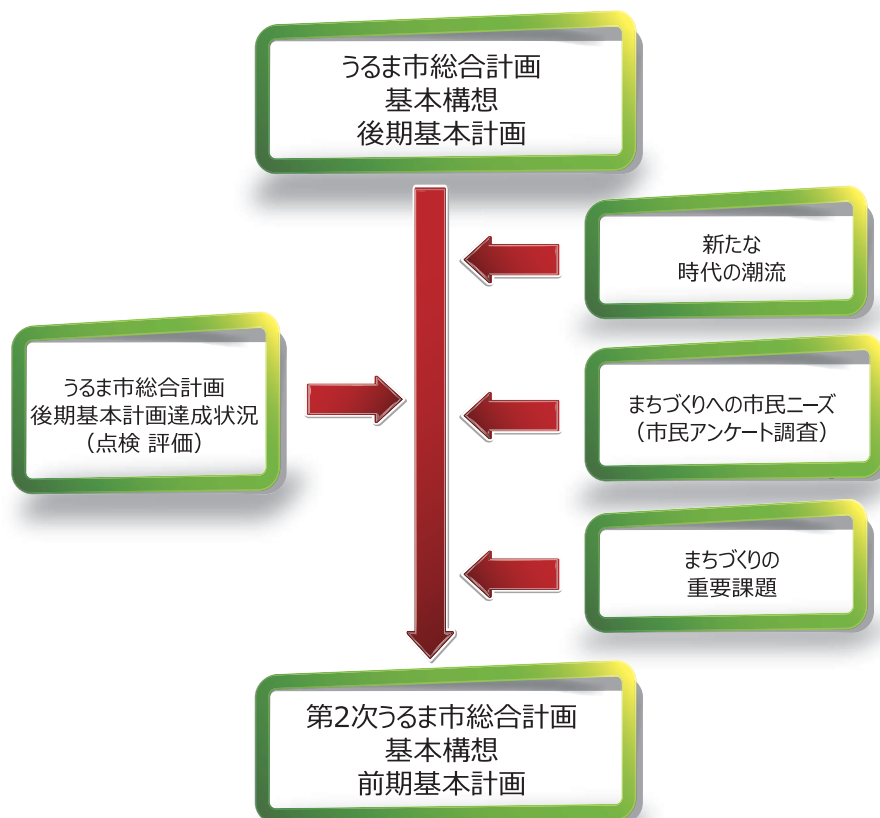 うるま市総合計画
基本構想
後期基本計画
新たな
時代の潮流
うるま市総合計画
後期基本計画達成状況
（点検 評価）
まちづくりへの市民ニーズ
（市民アンケート調査）
まちづくりの
重要課題
第2次うるま市総合計画
基本構想
前期基本計画